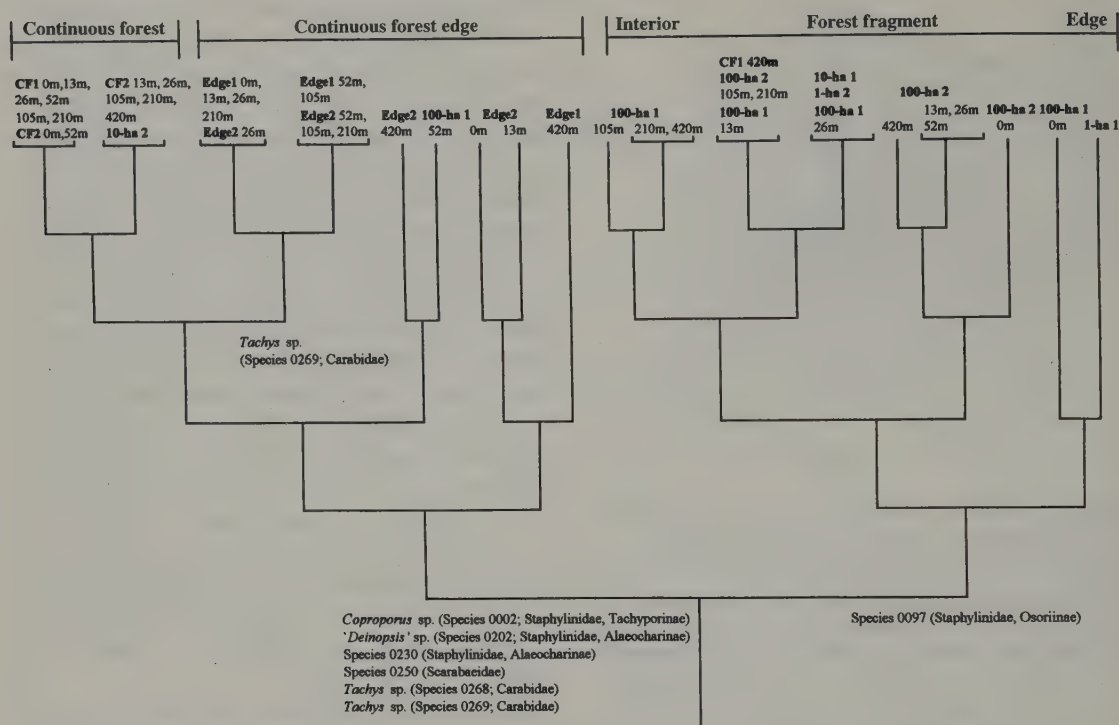 Continuous forest
Continuous forest edge
Interior
Forest fragment
Edge
CF1 0m,13m,
26m, 52m
105m, 210m
CF2 0m,52m
CF2 13m, 26m,
105m, 210m,
420m
10-ha 2
Edge1 0m,
13m, 26m,
210m
Edge2 26m
Edge1 52m,
105m
Edge2 52m,
105m, 210m
Edge2
420m
100-ha 1
52m
Edge2
0m
13m
Edge1
420m
100-ha 1
105m
210m, 420m
CF1 420m
100-ha 2
105m, 210m
100-ha 1
13m
10-ha 1
1-ha 2
100-ha 1
26m
100-ha 2
420m
13m, 26m
52m
100-ha 2
0m
100-ha 1
0m
1-ha 1
Tachys sp.
(Species 0269; Carabidae)
Coproporus sp. (Species 0002; Staphylinidae, Tachyporinae)
'Deinopsis' sp. (Species 0202; Staphylinidae, Alaeocharinae)
Species 0230 (Staphylinidae, Alaeocharinae)
Species 0250 (Scarabaeidae)
Tachys sp. (Species 0268; Carabidae)
Tachys sp. (Species 0269; Carabidae)
Species 0097 (Staphylinidae, Osoriinae)